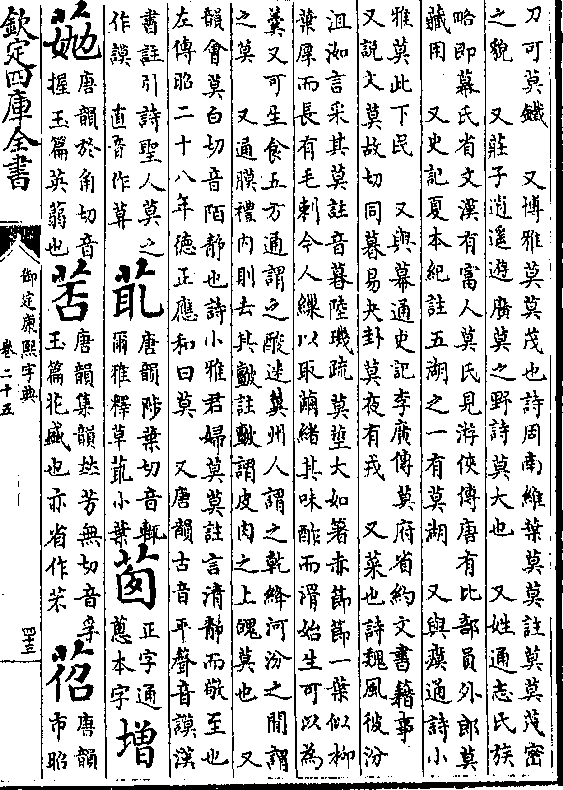 刀可莫鐵　又博雅莫莫茂也詩周南維葉莫莫註莫莫茂密
之貌　又莊子逍遥遊廣莫之野詩莫大也　又姓通志氏族
略即幕氏省文漢有富人莫氏見游俠傳唐有比部員外郎莫
藏用　又史記夏本紀註五湖之一有莫湖　又與瘼通詩小
雅莫此下民　又與幕通史記李廣傳莫府省約文書籍事
又説文莫故切同暮易夬卦莫夜有戎　又菜也詩魏風彼汾
沮洳言采其莫註音暮陸璣疏莫莖大如箸赤節節一葉似柳
葉厚而長有毛刺令人繅以取繭緒其味酢而滑始生可以為
羹又可生食五方通謂之酸迷冀州人謂之乾絳河汾之間謂
之莫　又通膜禮内則去其皽註皽謂皮肉之上魄莫也　又
韻會莫白切音陌静也詩小雅君婦莫莫註言清静而敬至也
左傳昭二十八年德正應和曰莫　又唐韻古音平聲音謨漢
書註引詩聖人莫之
作謨　直音作
䒳
唐韻陟葉切音輒
爾雅釋草䒳小葉
正字通
蔥本字
増
唐韻於角切音
握玉篇英蒻也
唐韻集韻𠀤芳無切音孚
玉篇花盛也亦省作芣
唐韻
市昭
欽定四庫全書
御定康熙字典
卷二十五
四十三